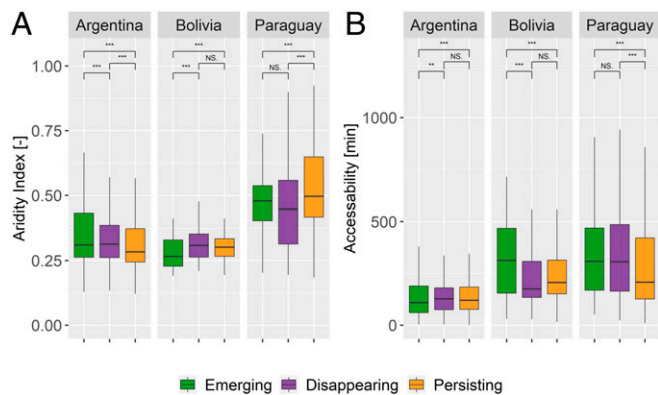 A
Argentina
Bolivia
Paraguay
***
***
***
***
***
***
NS.
NS.
***
Aridity Index [-]
1.00
0.75
0.50
0.25
0.00
B
Argentina
Bolivia
Paraguay
***
***
***
**
NS.
***
NS.
NS.
***
Accessability [min]
1000
500
0
Emerging
Disappearing
Persisting